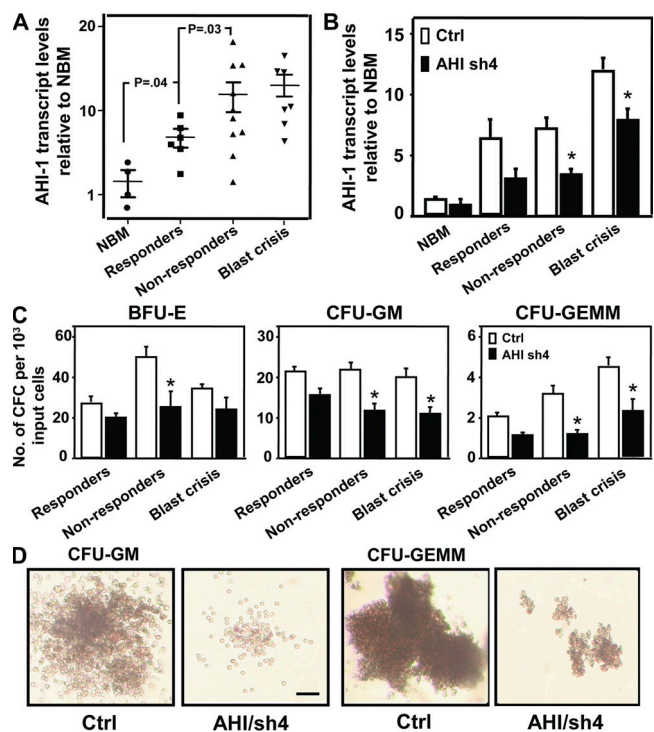 A
AHI-1 transcript levels
relative to NBM
20
10
1
P=.04
P=.03
NBM
Responders
Non-responders
Blast crisis
B
AHI-1 transcript levels
relative to NBM
15
10
5
0
Ctrl
AHI sh4
*
*
NBM
Responders
Non-responders
Blast crisis
C
No. of CFC per 10³
input cells
BFU-E
60
40
20
0
*
Responders
Non-responders
Blast crisis
CFU-GM
30
20
10
0
*
*
Responders
Non-responders
Blast crisis
CFU-GEMM
6
4
2
0
Ctrl
AHI sh4
*
*
Responders
Non-responders
Blast crisis
D
CFU-GM
CFU-GEMM
Ctrl
AHI/sh4
Ctrl
AHI/sh4